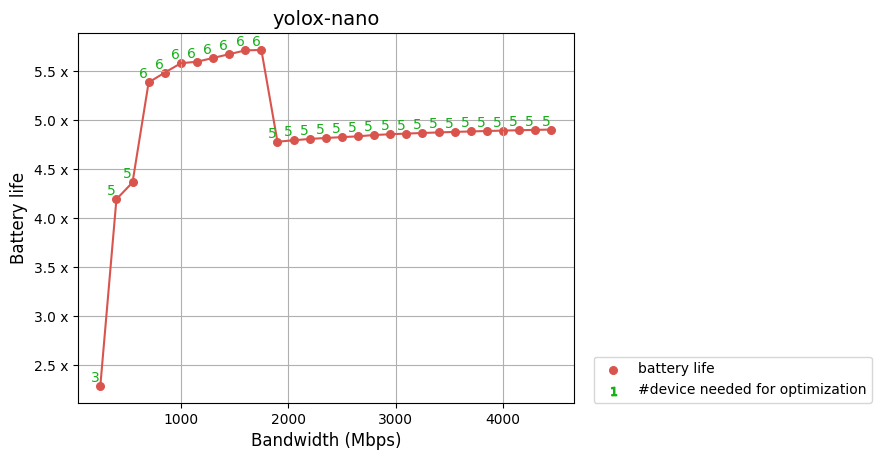 yolox-nano
Battery life
5.5 x
5.0 x
4.5 x
4.0 x
3.5 x
3.0 x
2.5 x
3 5 5 6 6 6 6 6 6 6 6 5 5 5 5 5 5 5 5 5 5 5 5 5 5 5 5 5 5
1000 2000 3000 4000
Bandwidth (Mbps)
battery life
1 #device needed for optimization